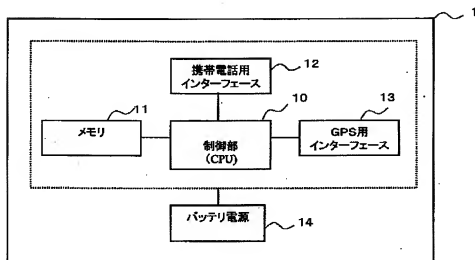 1
携帯電話用
インターフェース
12
10
13
11
メモリ
制御部
(CPU)
GPS用
インターフェース
バッテリ電源
14